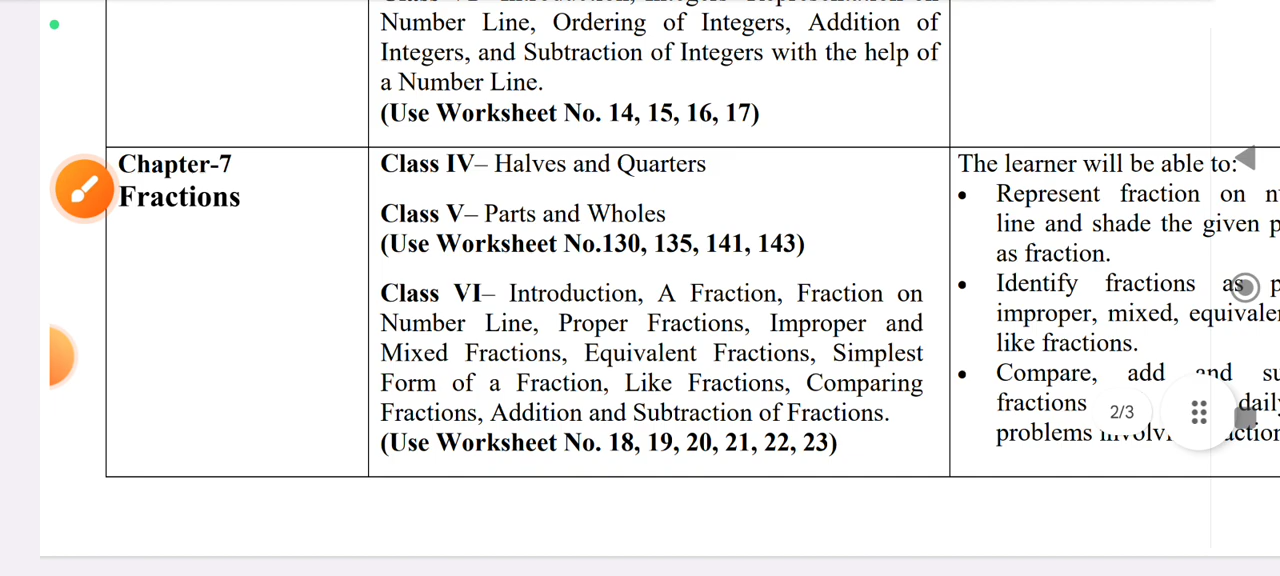 Number Line, Ordering of Integers, Addition of
Integers, and Subtraction of Integers with the help of
a Number Line.
(Use Worksheet No. 14, 15, 16, 17)
Chapter-7
Fractions
Class IV– Halves and Quarters
Class V– Parts and Wholes
(Use Worksheet No.130, 135, 141, 143)
Class VI– Introduction, A Fraction, Fraction on
Number Line, Proper Fractions, Improper and
Mixed Fractions, Equivalent Fractions, Simplest
Form of a Fraction, Like Fractions, Comparing
Fractions, Addition and Subtraction of Fractions.
(Use Worksheet No. 18, 19, 20, 21, 22, 23)
The learner will be able to:
• Represent fraction on
line and shade the given
as fraction.
• Identify fractions as
improper, mixed,
like fractions.
• Compare, add and
fractions
problems
2/3